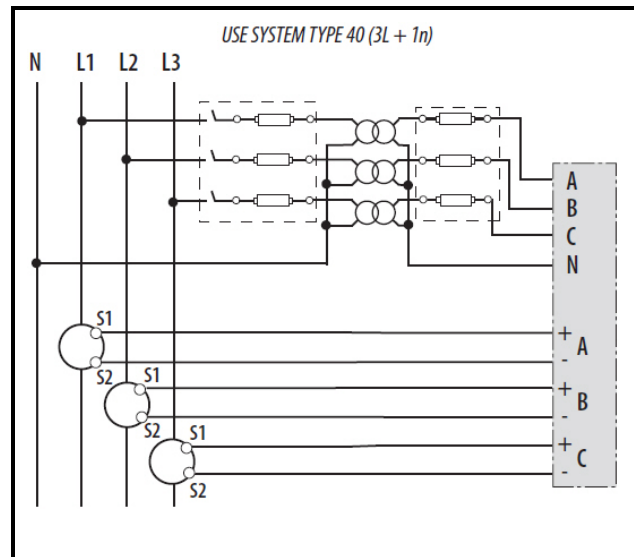 USE SYSTEM TYPE 40 (3L + 1n)
N L1 L2 L3
A
B
C
N
S1
+
A
S2
-
S1
+
B
S2
-
S1
+
C
S2
-